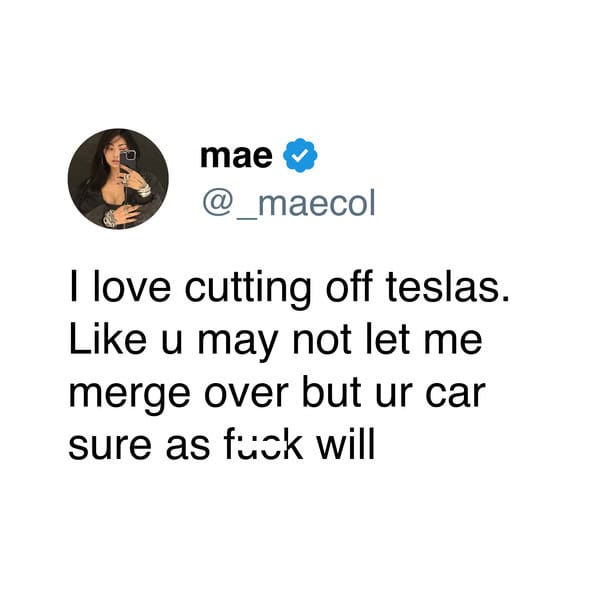 mae
@_maecol
I love cutting off teslas.
Like u may not let me
merge over but ur car
sure as fuck will